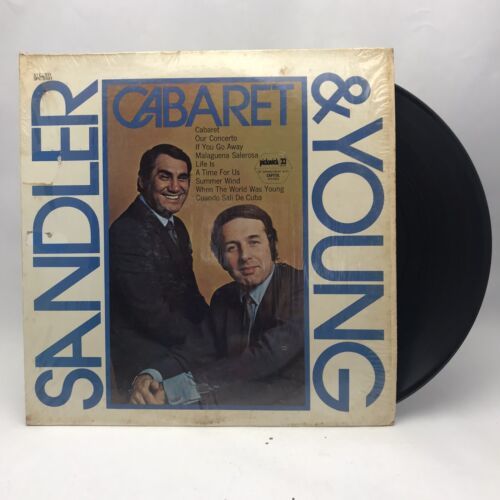 SANDLER
& YOUNG
CABARET
Cabaret
Our Concerto
If You Go Away
Malaguena Salerosa
Life Is
A Time For Us
Summer Wind
When The World Was Young
Cuando Sali De Cuba
pickwick 33
CAPITOL